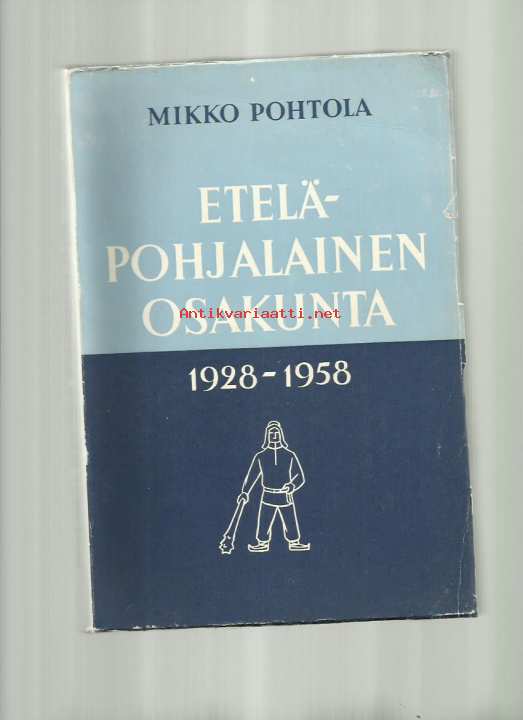 MIKKO POHTOLA
ETELÄ-
POHJALAINEN
Antikvariaatti.net
OSAKUNTA
1928-1958